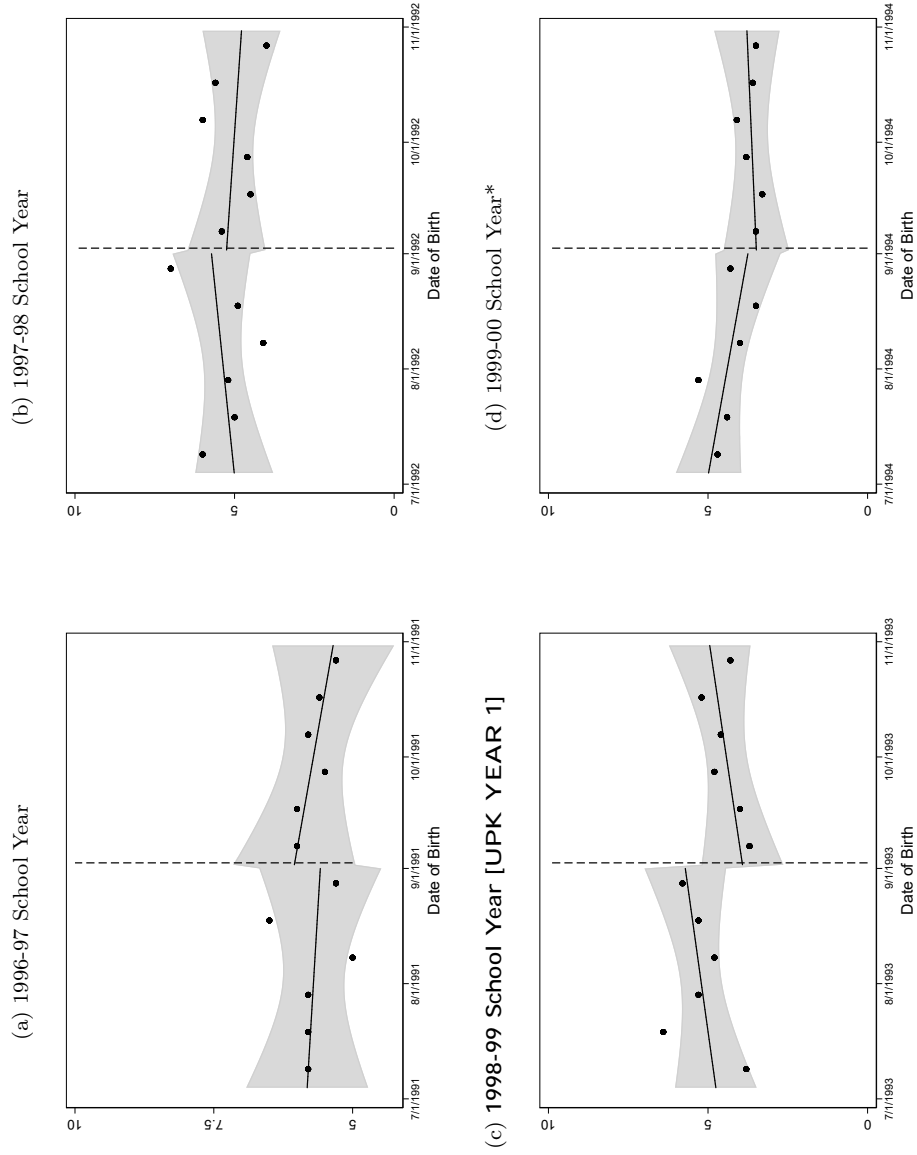 (a) 1996-97 School Year
10
7.5
5
7/1/1991 8/1/1991 9/1/1991 10/1/1991 11/1/1991
Date of Birth
(b) 1997-98 School Year
10
5
0
7/1/1992 8/1/1992 9/1/1992 10/1/1992 11/1/1992
Date of Birth
(c) 1998-99 School Year [UPK YEAR 1]
5
0
7/1/1993 8/1/1993 9/1/1993 10/1/1993 11/1/1993
Date of Birth
(d) 1999-00 School Year*
10
5
0
7/1/1994 8/1/1994 9/1/1994 10/1/1994 11/1/1994
Date of Birth